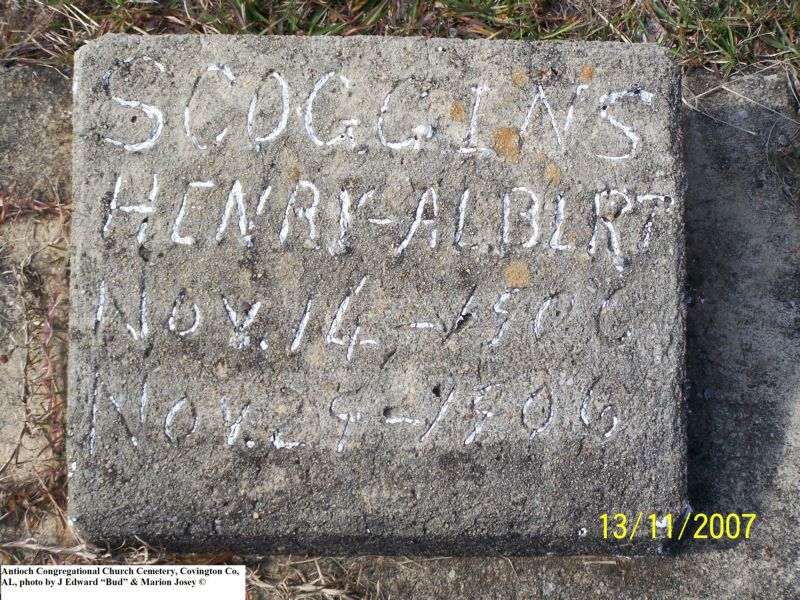 SCOGGINS
HENRY-ALBERT
NOV. 14-1906
NOV. 29-1906
13/11/2007
Antioch Congregational Church Cemetery, Covington Co,
AL, photo by J Edward “Bud” & Marion Josey ©